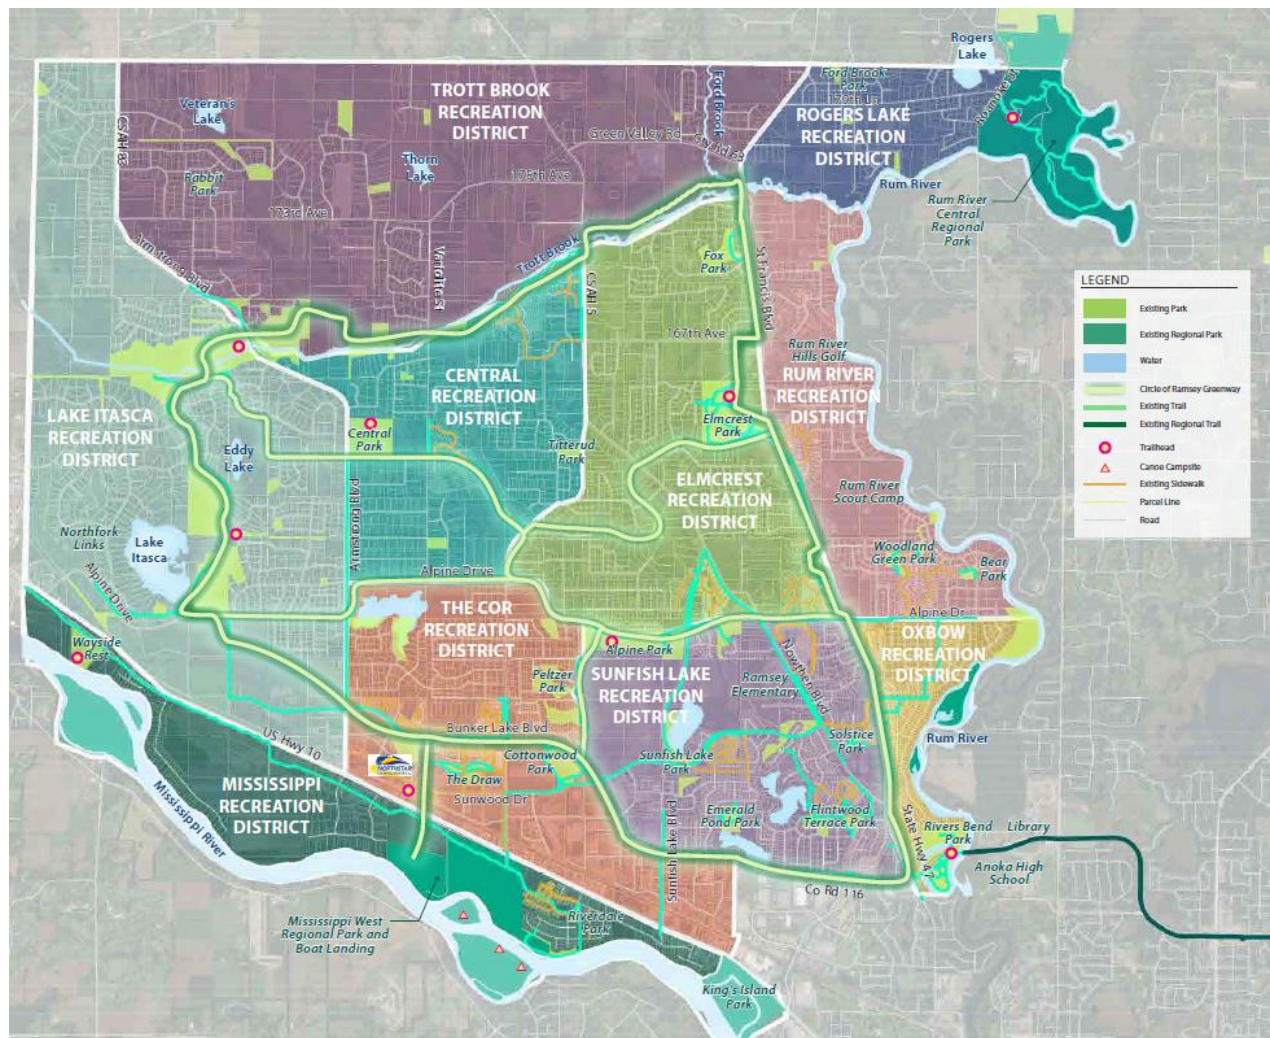 Rogers
Lake
TROTT BROOK
RECREATION
DISTRICT
Ford Brook
Ford Brook
Park
179th Ln
ROGERS LAKE
RECREATION
DISTRICT
Roanoke St
Veteran's
Lake
CSAH 83
Green Valley Rd
Cty Rd 63
Thorn
Lake
175th Ave
Rabbit
Park
Rum River
Rum River
Central
Regional
Park
173rd Ave
Armstrong Blvd
Variolite St
Trott Brook
Fox
Park
St Francis Blvd
CSAH 5
LEGEND
Existing Park
Existing Regional Park
Water
Circle of Ramsey Greenway
Existing Trail
Existing Regional Trail
Trailhead
Canoe Campsite
Existing Sidewalk
Parcel Line
Road
167th Ave
Rum River
Hills Golf
RUM RIVER
RECREATION
DISTRICT
CENTRAL
RECREATION
DISTRICT
LAKE ITASCA
RECREATION
DISTRICT
Central
Park
Elmcrest
Park
Eddy
Lake
Titterud
Park
ELMCREST
RECREATION
DISTRICT
Rum River
Scout Camp
Armstrong Blvd
Northfork
Links
Lake
Itasca
Woodland
Green Park
Bear
Park
Alpine Drive
Alpine Drive
THE COR
RECREATION
DISTRICT
Alpine Dr
OXBOW
RECREATION
DISTRICT
Wayside
Rest
Alpine Park
Nowthen Blvd
SUNFISH LAKE
RECREATION
DISTRICT
Peltzer
Park
Ramsey
Elementary
US Hwy 10
Bunker Lake Blvd
Solstice
Park
Rum River
Cottonwood
Park
Sunfish Lake
Park
NORTHSTAR
The Draw
Sunwood Dr
MISSISSIPPI
RECREATION
DISTRICT
Mississippi River
Emerald
Pond Park
Flintwood
Terrace Park
State Hwy 47
Rivers Bend
Park
Library
Anoka High
School
Sunfish Lake Blvd
Co Rd 116
Mississippi West
Regional Park and
Boat Landing
Riverdale
Park
King's Island
Park